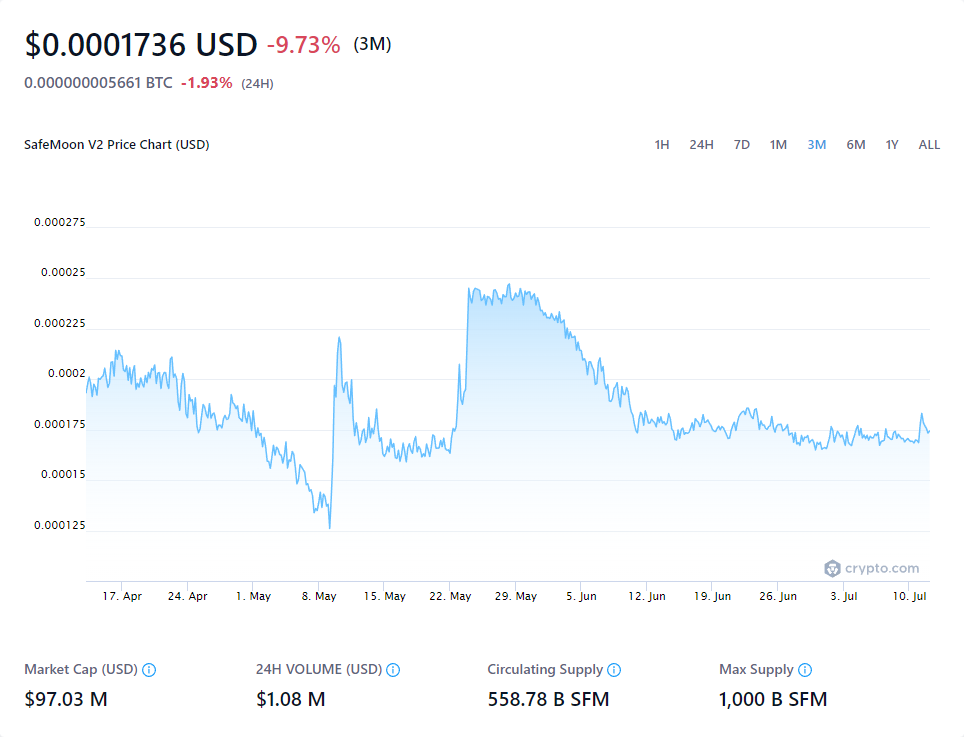 $0.0001736 USD -9.73% (3M)
0.000000005661 BTC -1.93% (24H)
SafeMoon V2 Price Chart (USD) 1H 24H 7D 1M 3M 6M 1Y ALL
0.000275
0.00025
0.000225
0.0002
0.000175
0.00015
0.000125
crypto.com
17. Apr 24. Apr 1. May 8. May 15. May 22. May 29. May 5. Jun 12. Jun 19. Jun 26. Jun 3. Jul 10. Jul
Market Cap (USD) 24H VOLUME (USD) Circulating Supply Max Supply
$97.03 M $1.08 M 558.78 B SFM 1,000 B SFM